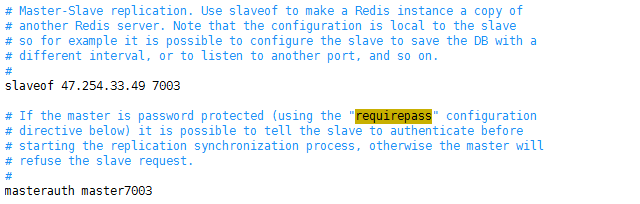 # Master-Slave replication. Use slaveof to make a Redis instance a copy of
# another Redis server. Note that the configuration is local to the slave
# so for example it is possible to configure the slave to save the DB with a
# different interval, or to listen to another port, and so on.
#
slaveof 47.254.33.49 7003

# If the master is password protected (using the "requirepass" configuration
# directive below) it is possible to tell the slave to authenticate before
# starting the replication synchronization process, otherwise the master will
# refuse the slave request.
#
masterauth master7003